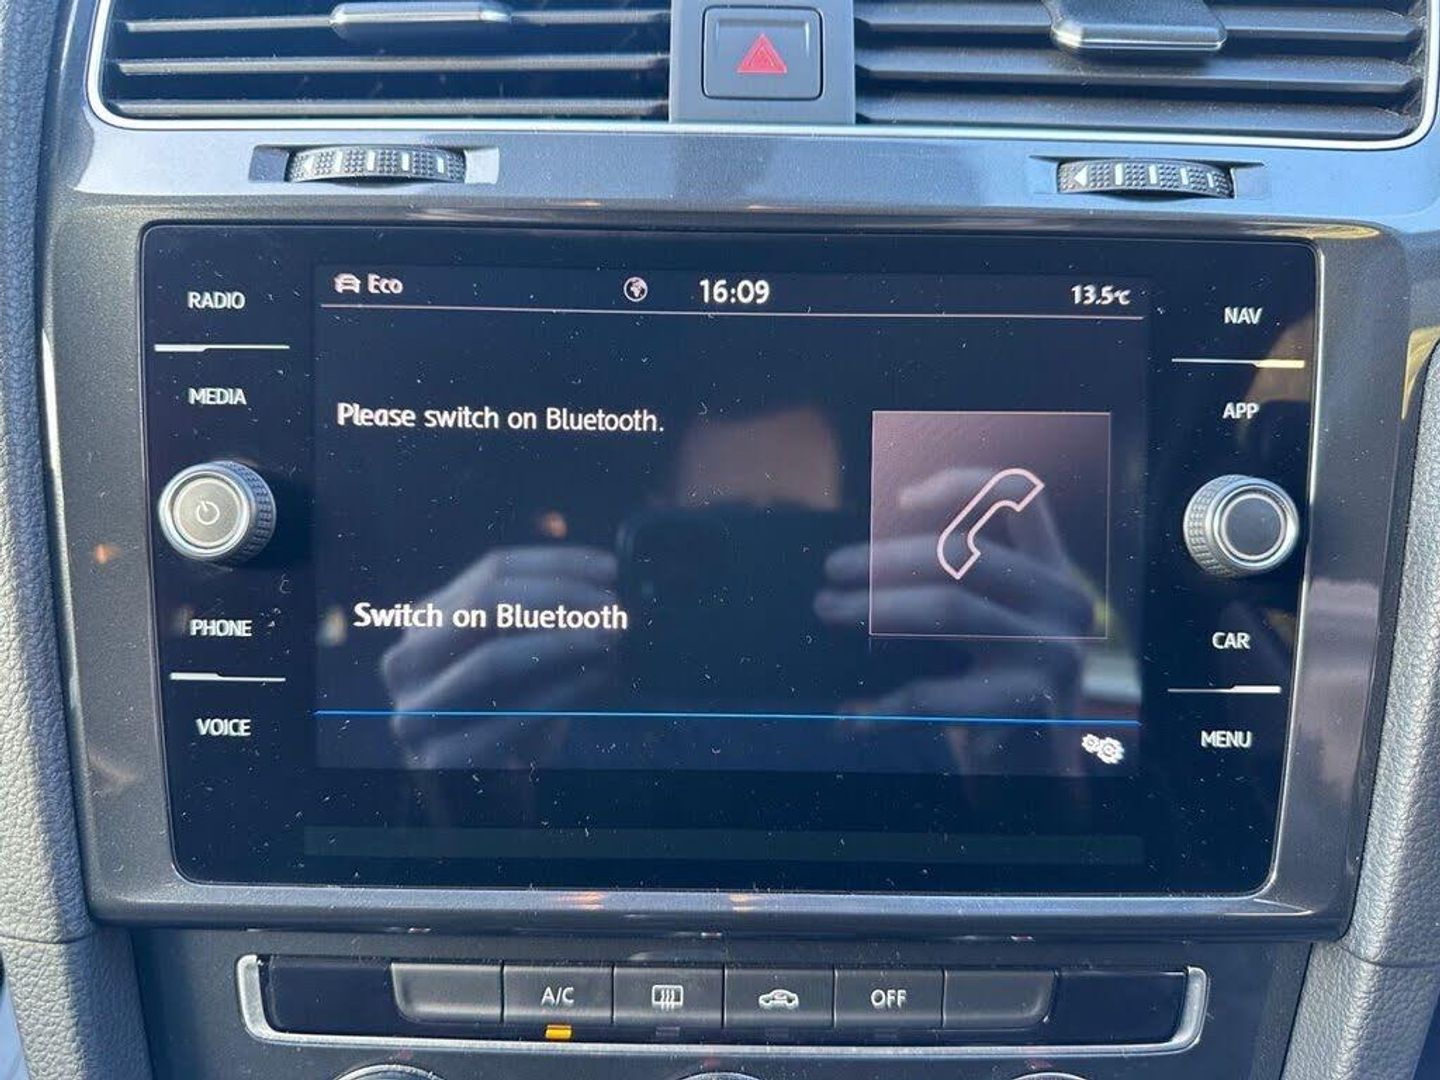 Eco
16:09
13.5°C
RADIO
MEDIA
PHONE
VOICE
Please switch on Bluetooth.
Switch on Bluetooth
NAV
APP
CAR
MENU
A/C
OFF